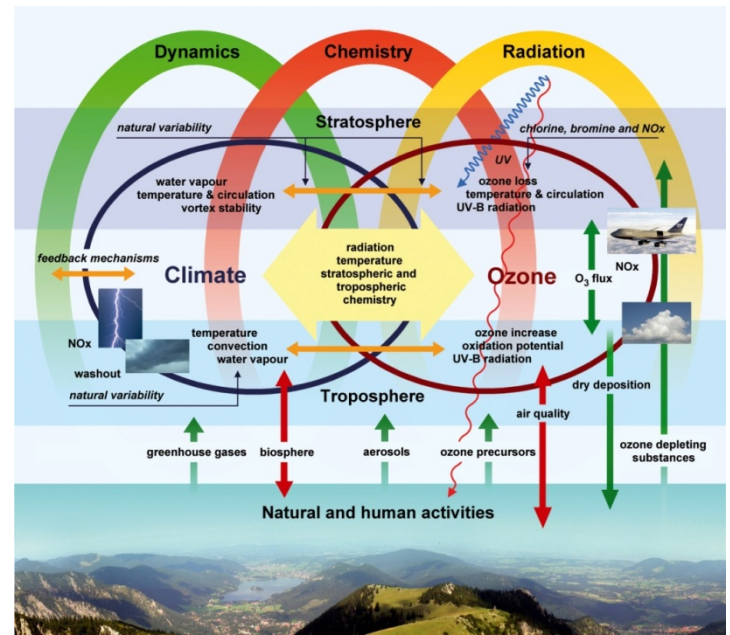 Dynamics
Chemistry
Radiation
natural variability
Stratosphere
chlorine, bromine and NOx
UV
water vapour
temperature & circulation
vortex stability
ozone loss
temperature & circulation
UV-B radiation
radiation
temperature
stratospheric and
tropospheric
chemistry
feedback mechanisms
Climate
Ozone
O3 flux
NOx
NOx
washout
temperature
convection
water vapour
ozone increase
oxidation potential
UV-B radiation
natural variability
Troposphere
dry deposition
air quality
greenhouse gases
biosphere
aerosols
ozone precursors
ozone depleting
substances
Natural and human activities